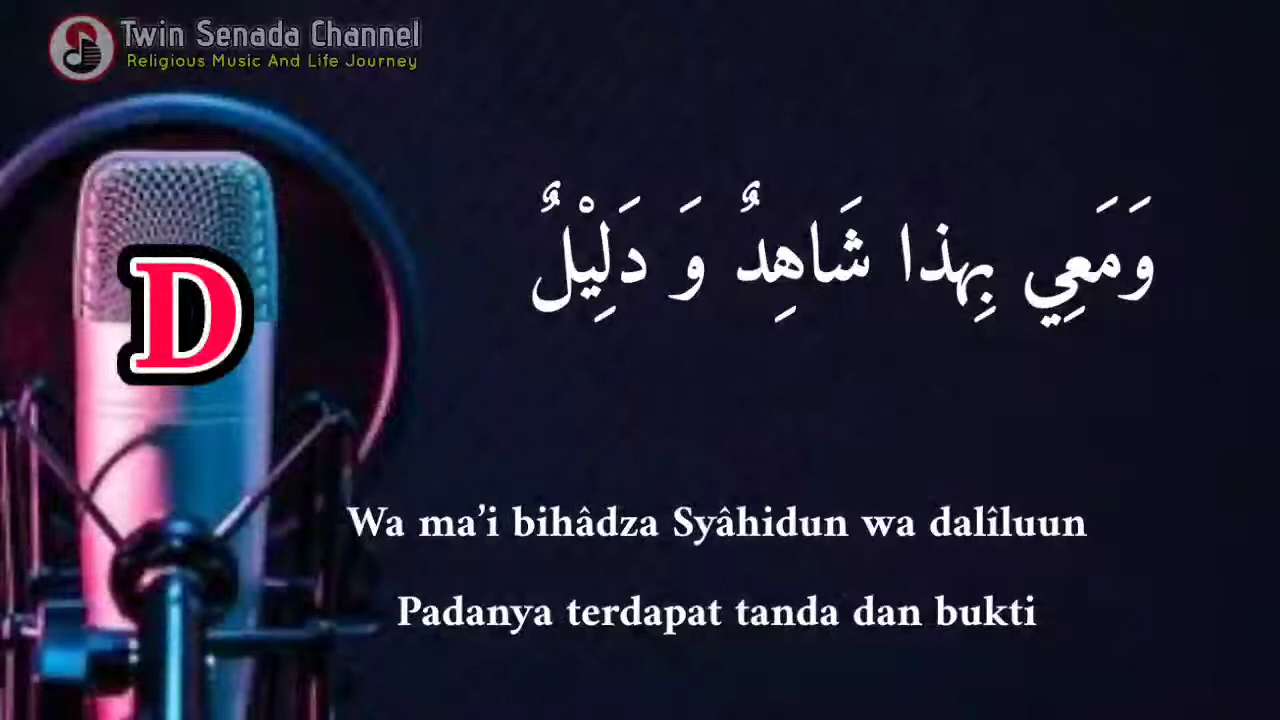 Twin Senada Channel
Religious Music And Life Journey
وَمَعِي بِهذا شَاهِدٌ وَ دَلِيْلٌ
D
Wa ma’i bihâdza Syâhidun wa dalîluun
Padanya terdapat tanda dan bukti